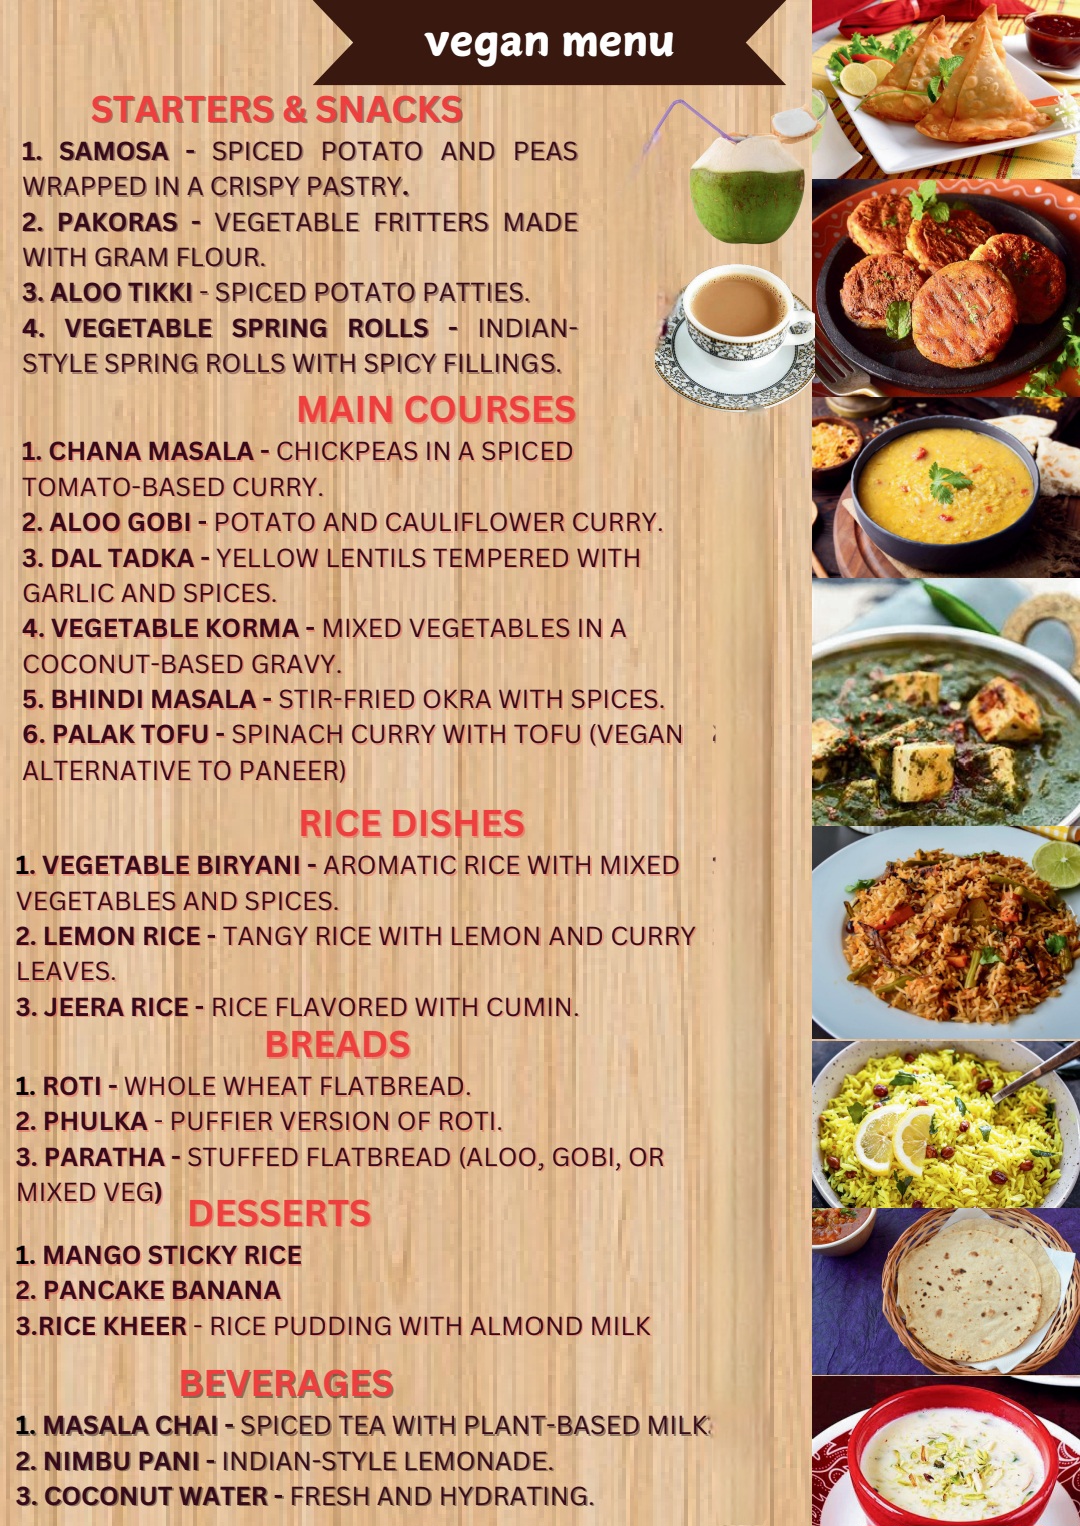 vegan menu
STARTERS & SNACKS
1. SAMOSA - SPICED POTATO AND PEAS
WRAPPED IN A CRISPY PASTRY.
2. PAKORAS - VEGETABLE FRITTERS MADE
WITH GRAM FLOUR.
3. ALOO TIKKI - SPICED POTATO PATTIES.
4. VEGETABLE SPRING ROLLS - INDIAN-
STYLE SPRING ROLLS WITH SPICY FILLINGS.
MAIN COURSES
1. CHANA MASALA - CHICKPEAS IN A SPICED
TOMATO-BASED CURRY.
2. ALOO GOBI - POTATO AND CAULIFLOWER CURRY.
3. DAL TADKA - YELLOW LENTILS TEMPERED WITH
GARLIC AND SPICES.
4. VEGETABLE KORMA - MIXED VEGETABLES IN A
COCONUT-BASED GRAVY.
5. BHINDI MASALA - STIR-FRIED OKRA WITH SPICES.
6. PALAK TOFU - SPINACH CURRY WITH TOFU (VEGAN
ALTERNATIVE TO PANEER)
RICE DISHES
1. VEGETABLE BIRYANI - AROMATIC RICE WITH MIXED
VEGETABLES AND SPICES.
2. LEMON RICE - TANGY RICE WITH LEMON AND CURRY
LEAVES.
3. JEERA RICE - RICE FLAVORED WITH CUMIN.
BREADS
1. ROTI - WHOLE WHEAT FLATBREAD.
2. PHULKA - PUFFIER VERSION OF ROTI.
3. PARATHA - STUFFED FLATBREAD (ALOO, GOBI, OR
MIXED VEG)
DESSERTS
1. MANGO STICKY RICE
2. PANCAKE BANANA
3.RICE KHEER - RICE PUDDING WITH ALMOND MILK
BEVERAGES
1. MASALA CHAI - SPICED TEA WITH PLANT-BASED MILK.
2. NIMBU PANI - INDIAN-STYLE LEMONADE.
3. COCONUT WATER - FRESH AND HYDRATING.